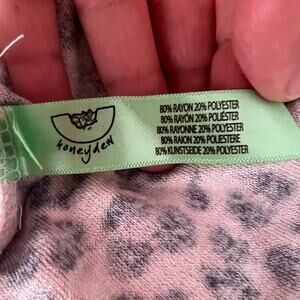 honeydew
80% RAYON 20% POLYESTER
80% RAYÓN 20% POLIÉSTER
80% RAYONNE 20% POLYESTER
80% RAION 20% POLIESTERE
80% KUNSTSEIDE 20% POLYESTER